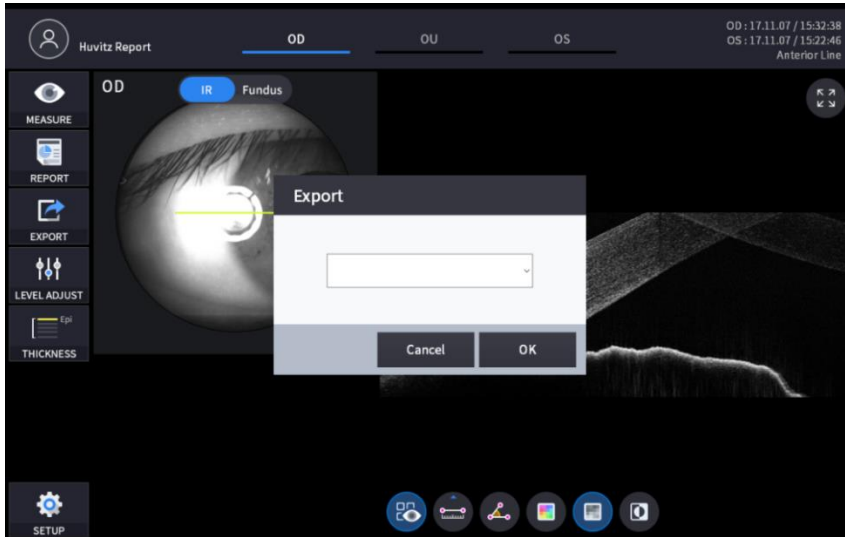 Huvitz Report
OD
OU
OS
OD : 17.11.07 / 15:32:38
OS : 17.11.07 / 15:22:46
Anterior Line
MEASURE
REPORT
EXPORT
LEVEL ADJUST
Epi
THICKNESS
SETUP
OD
IR
Fundus
Export
Cancel
OK